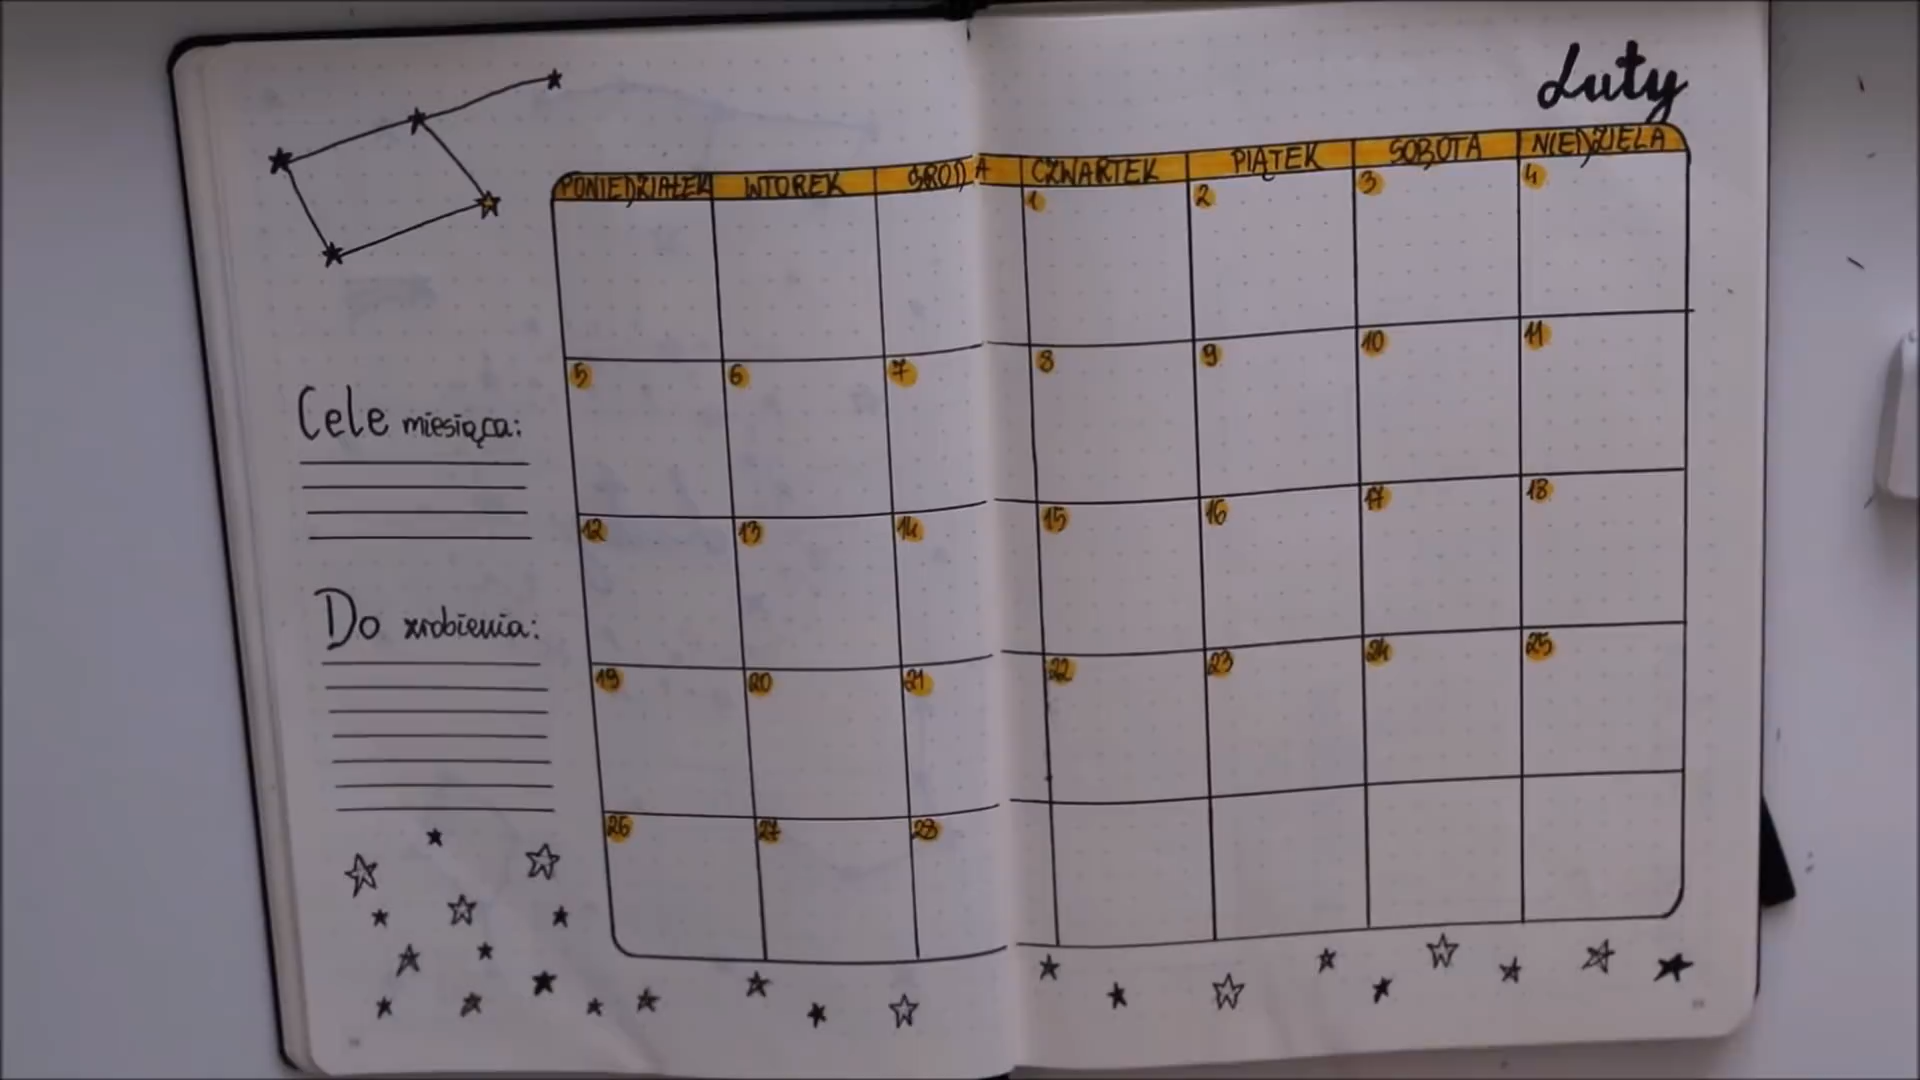 Luty
PONIEDZIAŁEK WTOREK ŚRODA CZWARTEK PIĄTEK SOBOTA NIEDZIELA
1 2 3 4
5 6 7 8 9 10 11
12 13 14 15 16 17 18
19 20 21 22 23 24 25
26 27 28
Cele miesiąca:
Do zrobienia: